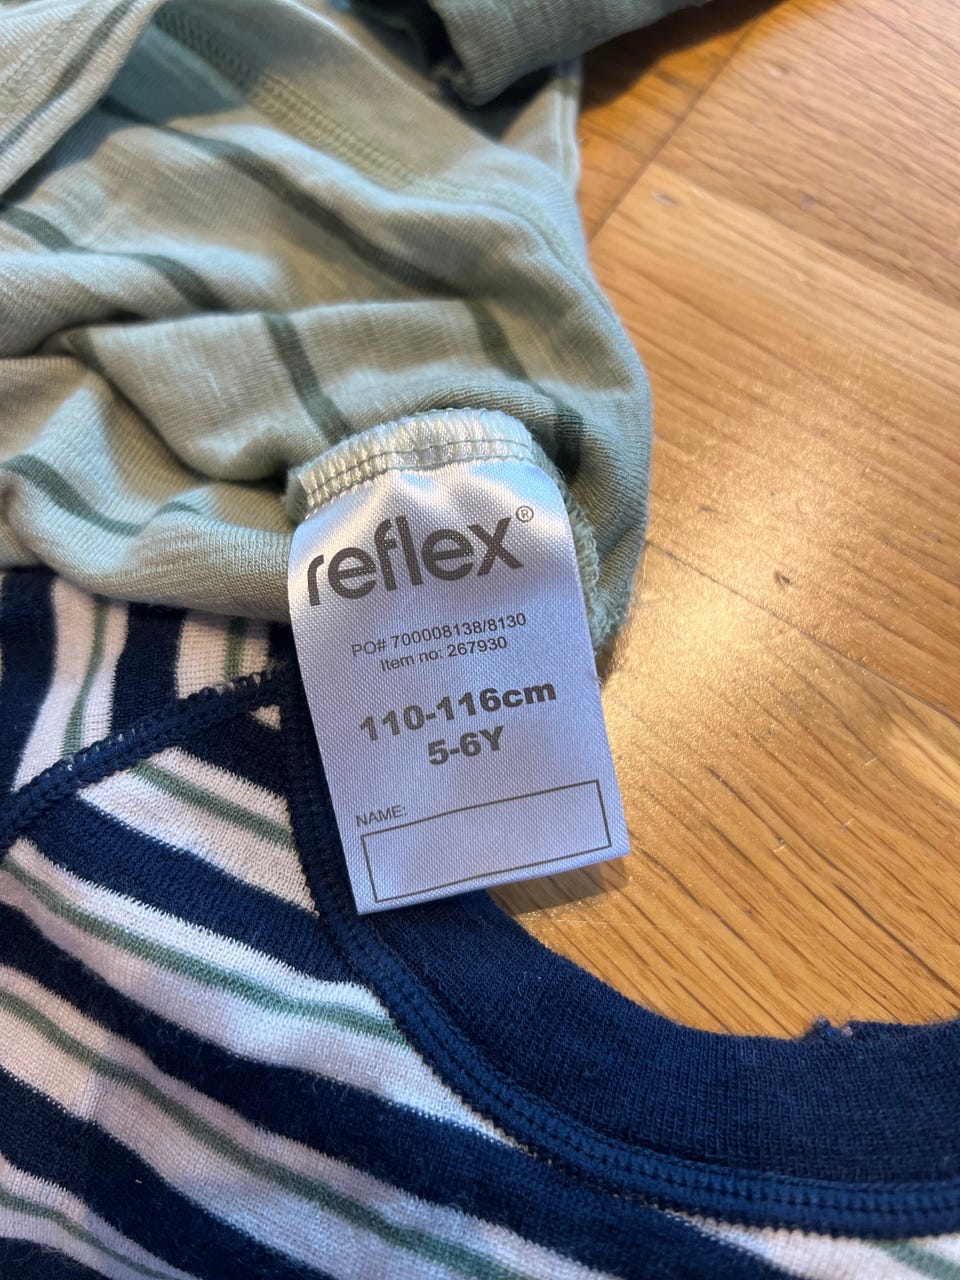 reflex®
PO# 700008138/8130
Item no: 267930
110-116cm
5-6Y
NAME: